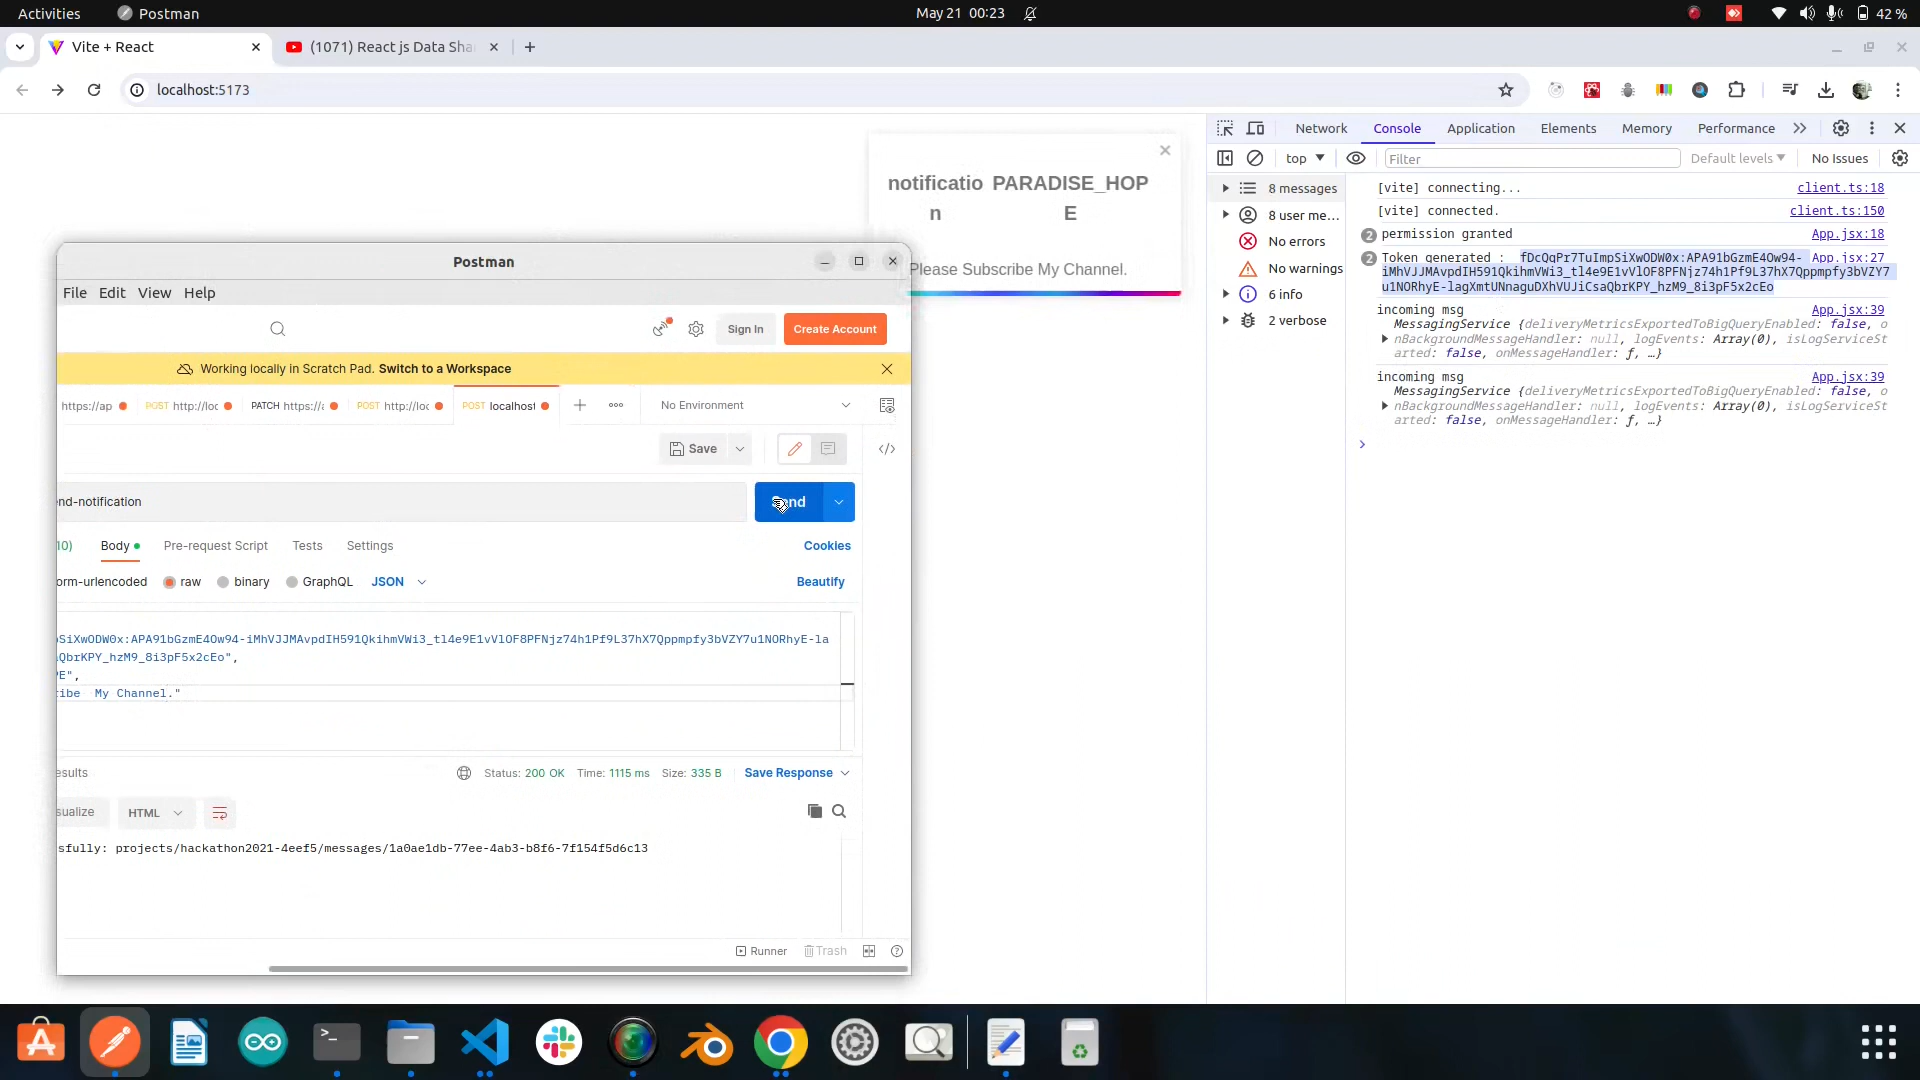 Activities
Postman
May 21 00:23
42 %
Vite + React
(1071) React js Data Sha
localhost:5173
notificatio PARADISE_HOP
n E
Please Subscribe My Channel.
Postman
File Edit View Help
Sign In
Create Account
Working locally in Scratch Pad. Switch to a Workspace
https://ap
POST http://loc
PATCH https://a
POST http://loc
POST localhost
No Environment
Save
end-notification
Send
10)
Body
Pre-request Script
Tests
Settings
Cookies
orm-urlencoded
raw
binary
GraphQL
JSON
Beautify
SiXwODW0x:APA91bGzmE4Ow94-iMhVJJMAvpdIH591QkihmVWi3_tl4e9E1vVlOF8PFNjz74h1Pf9L37hX7Qppmpfy3bVZY7u1NORhyE-la
QbrKPY_hzM9_8i3pF5x2cEo",
PE",
ribe My Channel."
esults
Status: 200 OK
Time: 1115 ms
Size: 335 B
Save Response
sualize
HTML
sfully: projects/hackathon2021-4eef5/messages/1a0ae1db-77ee-4ab3-b8f6-7f154f5d6c13
Runner
Trash
Network
Console
Application
Elements
Memory
Performance
top
Filter
Default levels
No Issues
8 messages
8 user me...
No errors
No warnings
6 info
2 verbose
[vite] connecting... client.ts:18
[vite] connected. client.ts:150
2 permission granted App.jsx:18
2 Token generated : fDcQqPr7TuImpSiXwODW0x:APA91bGzmE4Ow94- App.jsx:27
iMhVJJMAvpdIH591QkihmVWi3_tl4e9E1vVlOF8PFNjz74h1Pf9L37hX7Qppmpfy3bVZY7
u1NORhyE-lagXmtUNnaguDXhVUJiCsaQbrKPY_hzM9_8i3pF5x2cEo
incoming msg App.jsx:39
MessagingService {deliveryMetricsExportedToBigQueryEnabled: false, o
nBackgroundMessageHandler: null, logEvents: Array(0), isLogServiceSt
arted: false, onMessageHandler: ƒ, …}
incoming msg App.jsx:39
MessagingService {deliveryMetricsExportedToBigQueryEnabled: false, o
nBackgroundMessageHandler: null, logEvents: Array(0), isLogServiceSt
arted: false, onMessageHandler: ƒ, …}